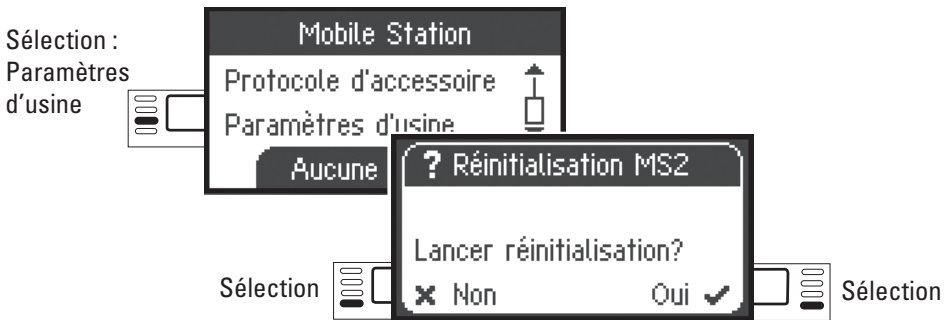 Sélection :
Paramètres
d'usine
Mobile Station
Protocole d'accessoire
Paramètres d'usine
Aucune
? Réinitialisation MS2
Lancer réinitialisation?
Sélection
✖ Non
Oui ✔
Sélection